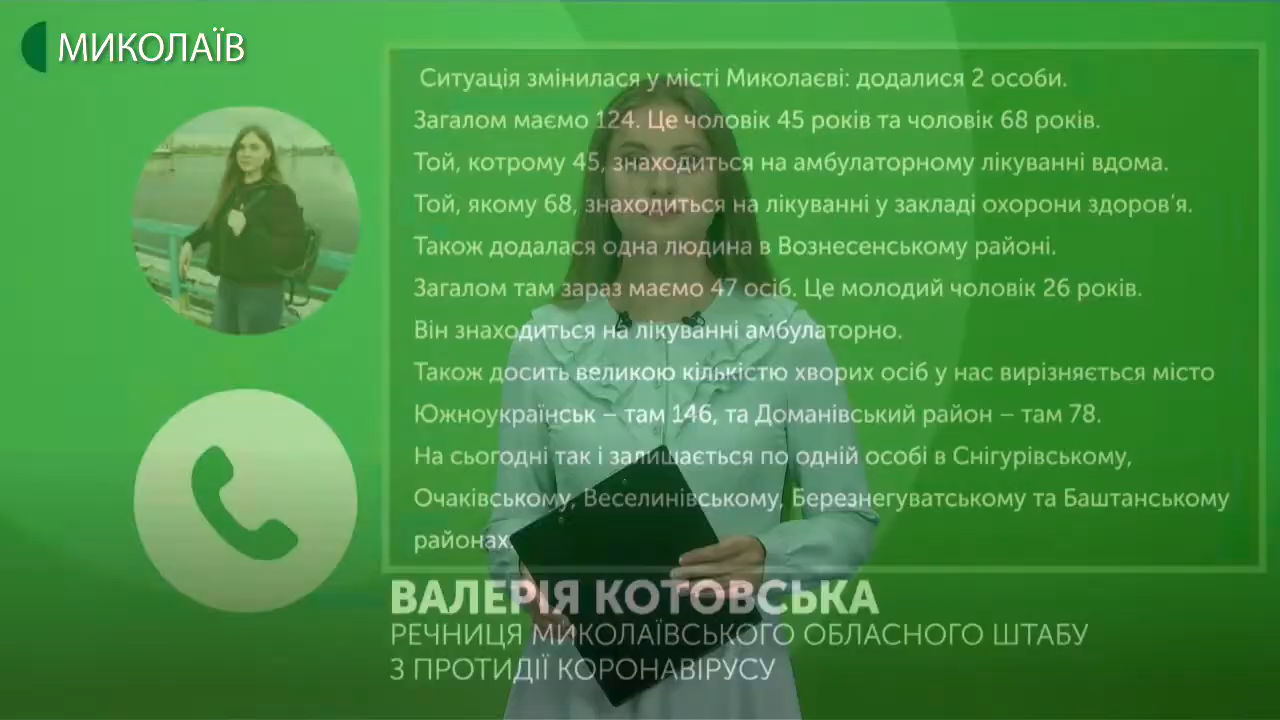 МИКОЛАЇВ
Ситуація змінилася у місті Миколаєві: додалися 2 особи.
Загалом маємо 124. Це чоловік 45 років та чоловік 68 років.
Той, котрому 45, знаходиться на амбулаторному лікуванні вдома.
Той, якому 68, знаходиться на лікуванні у закладі охорони здоров’я.
Також додалася одна людина в Вознесенському районі.
Загалом там зараз маємо 47 осіб. Це молодий чоловік 26 років.
Він знаходиться на лікуванні амбулаторно.
Також досить великою кількістю хворих осіб у нас вирізняється місто
Южноукраїнськ – там 146, та Доманівський район – там 78.
На сьогодні так і залишається по одній особі в Снігурівському,
Очаківському, Веселинівському, Березнегуватському та Баштанському
районах.
ВАЛЕРІЯ КОТОВСЬКА
РЕЧНИЦЯ МИКОЛАЇВСЬКОГО ОБЛАСНОГО ШТАБУ
З ПРОТИДІЇ КОРОНАВІРУСУ